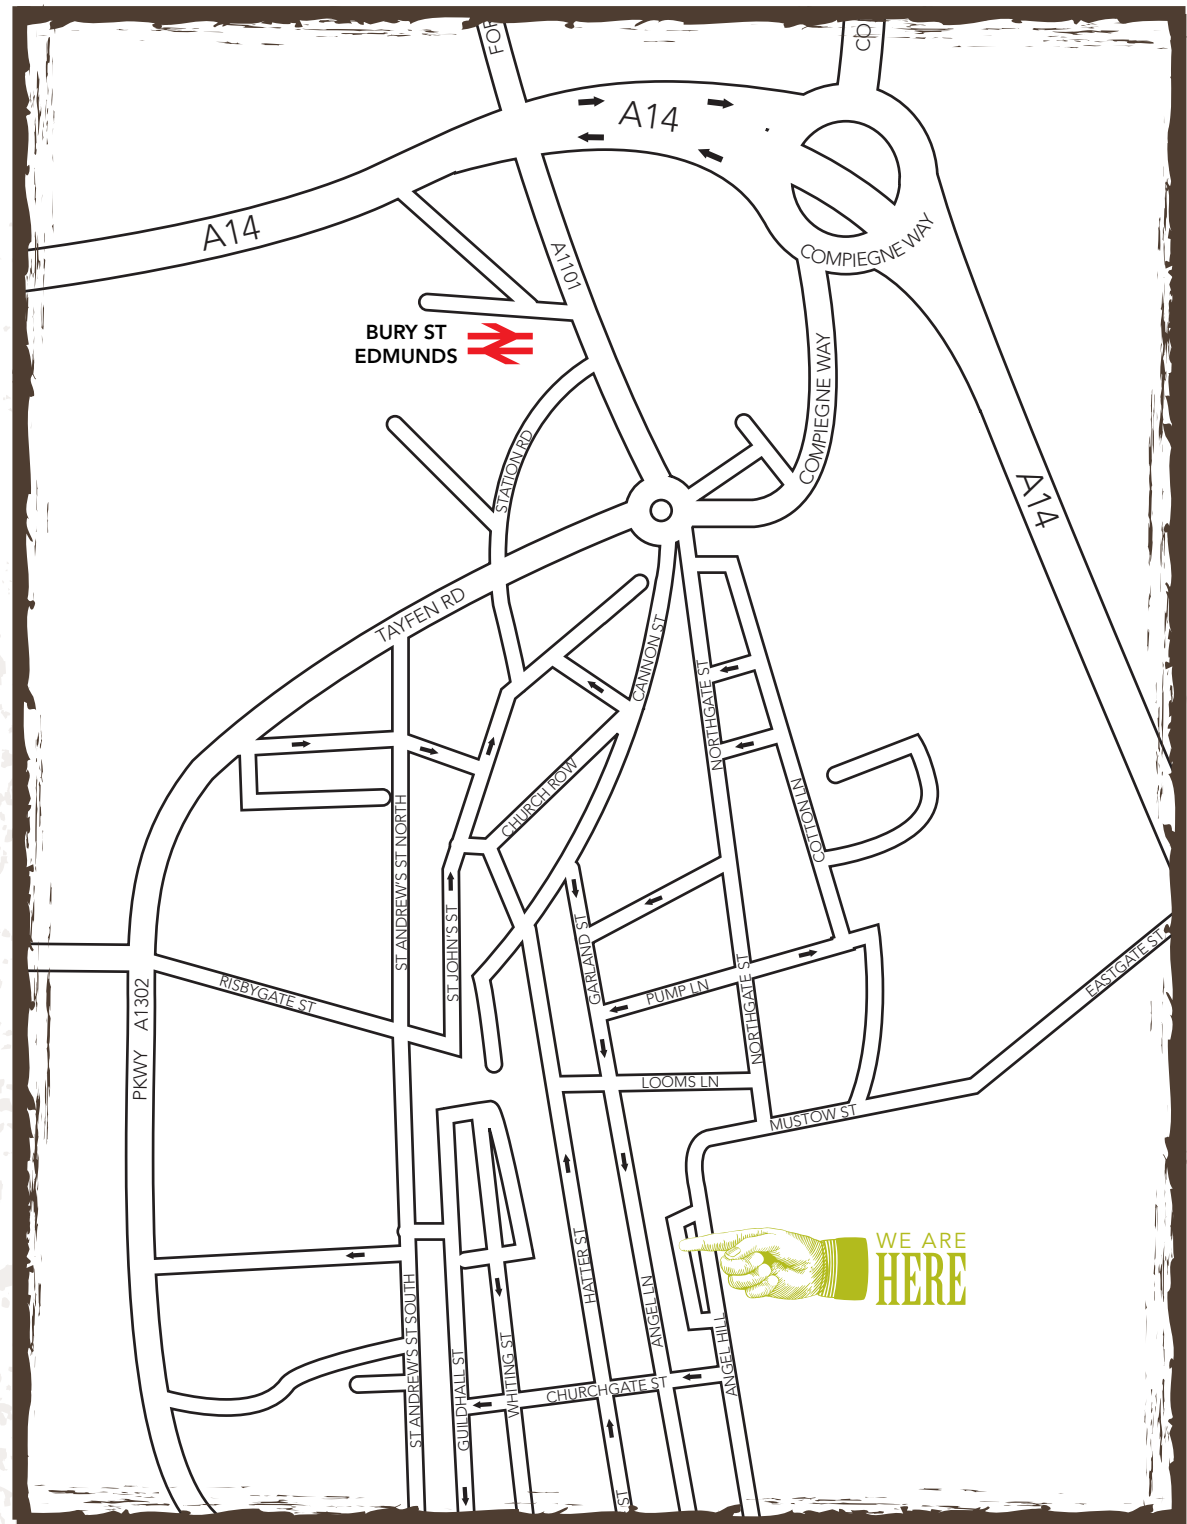 FOR
CO
A14
A14
A1101
COMPIEGNE WAY
BURY ST
EDMUNDS
COMPIEGNE WAY
STATION RD
A14
TAYFEN RD
CANNON ST
NORTHGATE ST
CHURCH ROW
COTTON LN
ST ANDREW'S ST NORTH
ST JOHN'S ST
GARLAND ST
EASTGATE ST
RISBYGATE ST
PUMP LN
NORTHGATE ST
PKWY A1302
LOOMS LN
MUSTOW ST
WE ARE
HERE
HATTER ST
ANGEL LN
ST ANDREW'S ST SOUTH
GUILDHALL ST
WHITING ST
CHURCHGATE ST
ANGEL HILL
ST